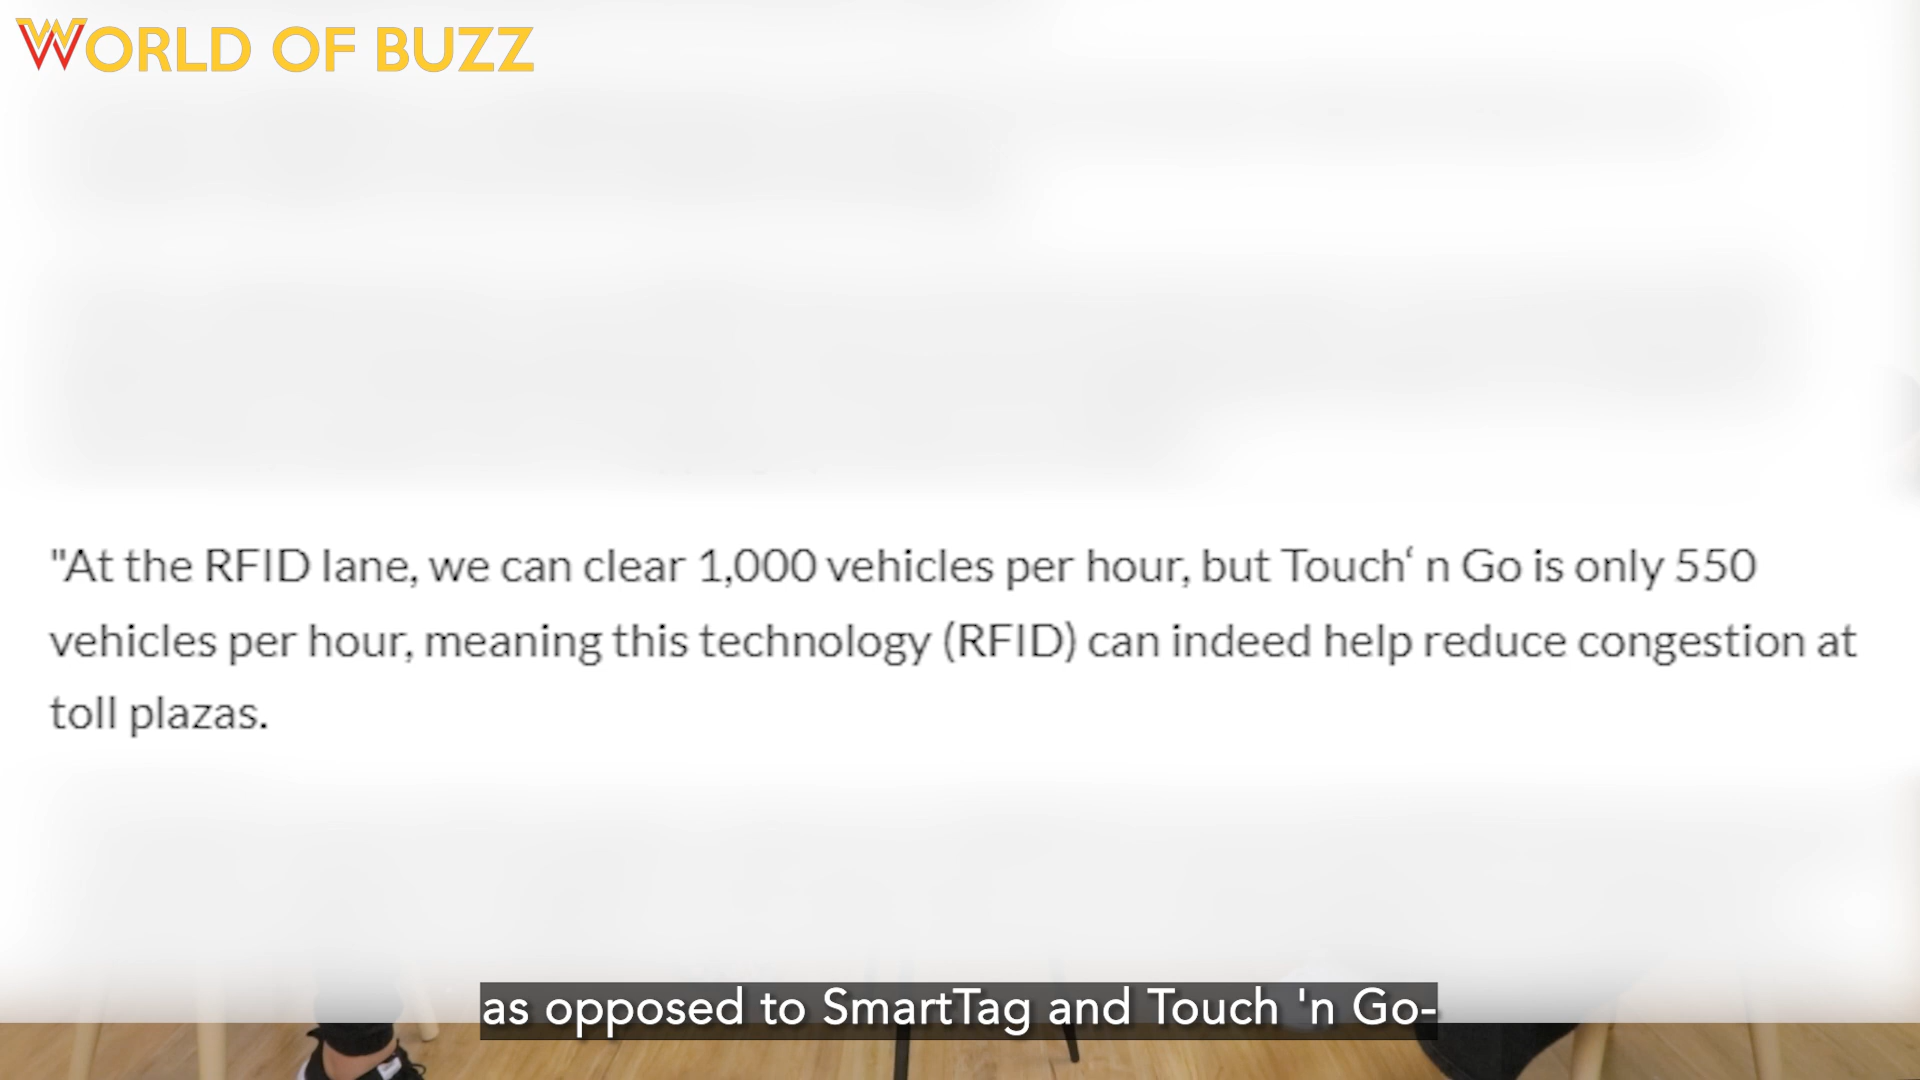 WORLD OF BUZZ
"At the RFID lane, we can clear 1,000 vehicles per hour, but Touch‘ n Go is only 550
vehicles per hour, meaning this technology (RFID) can indeed help reduce congestion at
toll plazas.
as opposed to SmartTag and Touch 'n Go-